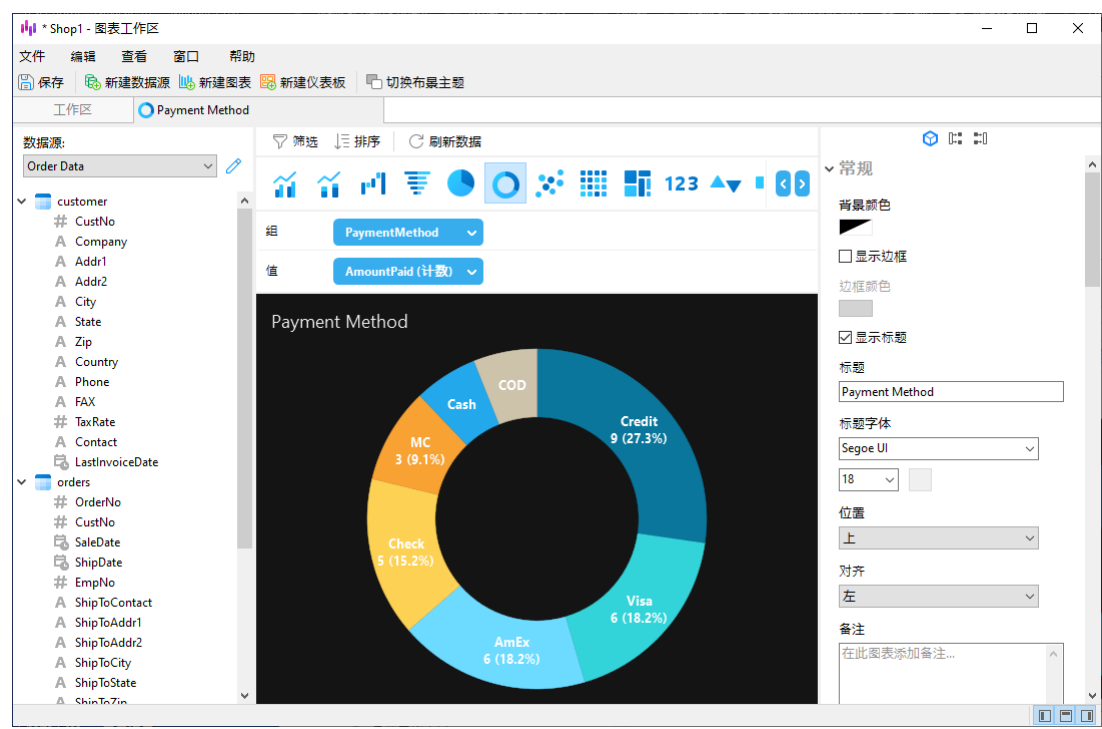 * Shop1 - 图表工作区
文件 编辑 查看 窗口 帮助
保存 新建数据源 新建图表 新建仪表板 切换布景主题
工作区 Payment Method
数据源:
Order Data
customer
CustNo
Company
Addr1
Addr2
City
State
Zip
Country
Phone
FAX
TaxRate
Contact
LastInvoiceDate
orders
OrderNo
CustNo
SaleDate
ShipDate
EmpNo
ShipToContact
ShipToAddr1
ShipToAddr2
ShipToCity
ShipToState
ShipToZip
筛选 排序 刷新数据
123
组 PaymentMethod
值 AmountPaid (计数)
Payment Method
COD
Cash
Credit
9 (27.3%)
MC
3 (9.1%)
Check
5 (15.2%)
Visa
6 (18.2%)
AmEx
6 (18.2%)
常规
背景颜色
显示边框
边框颜色
显示标题
标题
Payment Method
标题字体
Segoe UI
18
位置
上
对齐
左
备注
在此图表添加备注...